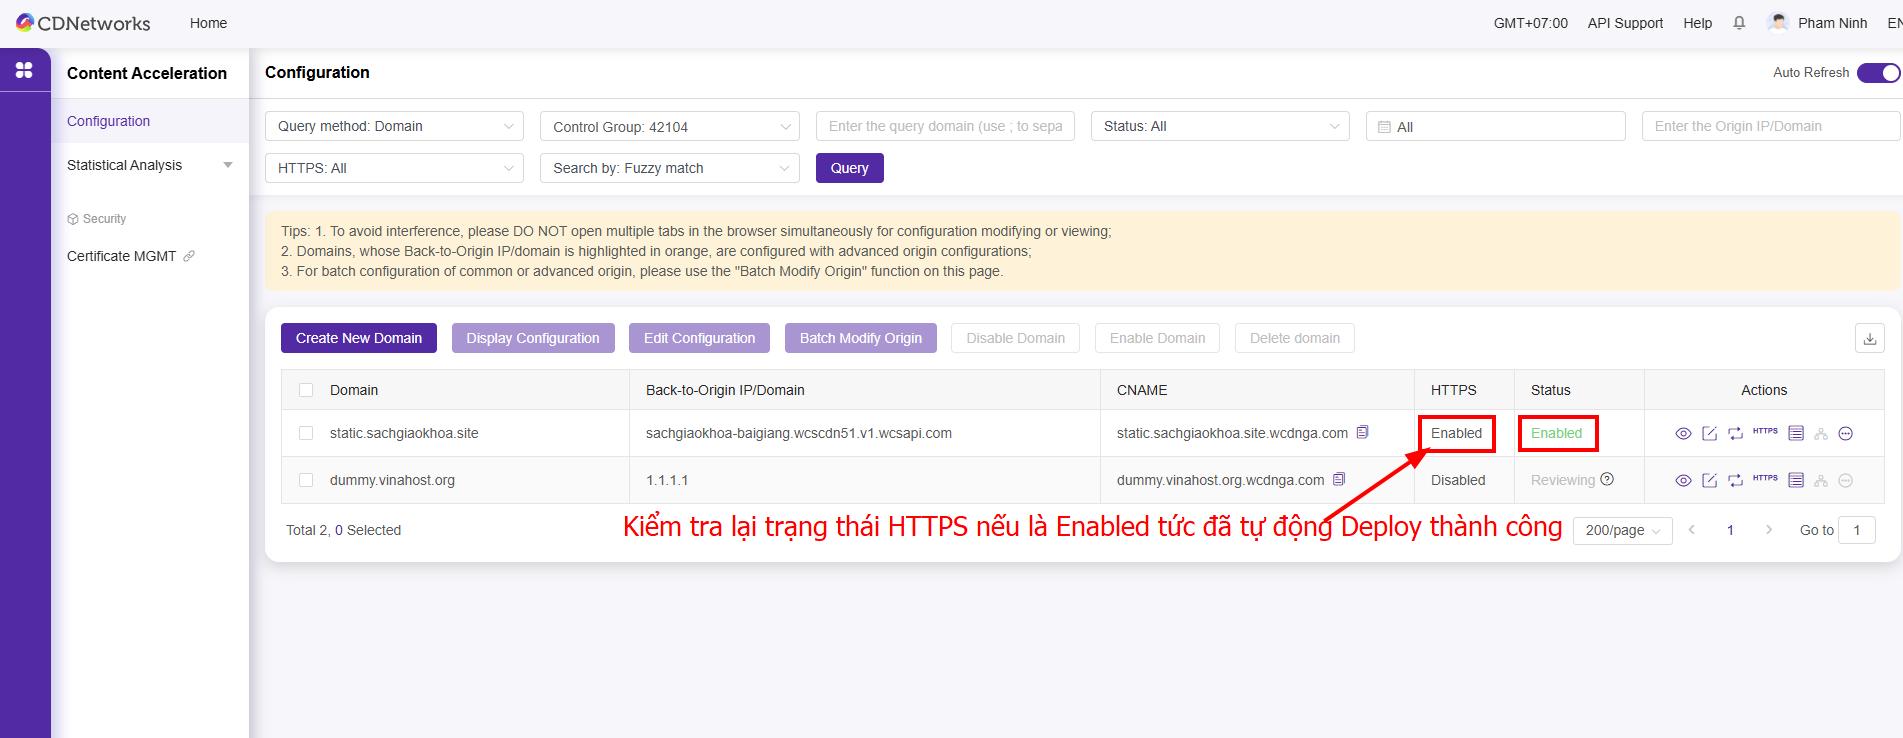 CDNetworks
Home
GMT+07:00
API Support
Help
Pham Ninh
EN
Content Acceleration
Configuration
Statistical Analysis
Security
Certificate MGMT
Configuration
Auto Refresh
Query method: Domain
Control Group: 42104
Enter the query domain (use ; to sepa
Status: All
All
Enter the Origin IP/Domain
HTTPS: All
Search by: Fuzzy match
Query
Tips: 1. To avoid interference, please DO NOT open multiple tabs in the browser simultaneously for configuration modifying or viewing;
2. Domains, whose Back-to-Origin IP/domain is highlighted in orange, are configured with advanced origin configurations;
3. For batch configuration of common or advanced origin, please use the "Batch Modify Origin" function on this page.
Create New Domain
Display Configuration
Edit Configuration
Batch Modify Origin
Disable Domain
Enable Domain
Delete domain
Domain
Back-to-Origin IP/Domain
CNAME
HTTPS
Status
Actions
static.sachgiaokhoa.site
sachgiaokhoa-baigiang.wcscdn51.v1.wcsapi.com
static.sachgiaokhoa.site.wcdnga.com
Enabled
Enabled
HTTPS
dummy.vinahost.org
1.1.1.1
dummy.vinahost.org.wcdnga.com
Disabled
Reviewing
HTTPS
Total 2, 0 Selected
Kiểm tra lại trạng thái HTTPS nếu là Enabled tức đã tự động Deploy thành công
200/page
1
Go to
1